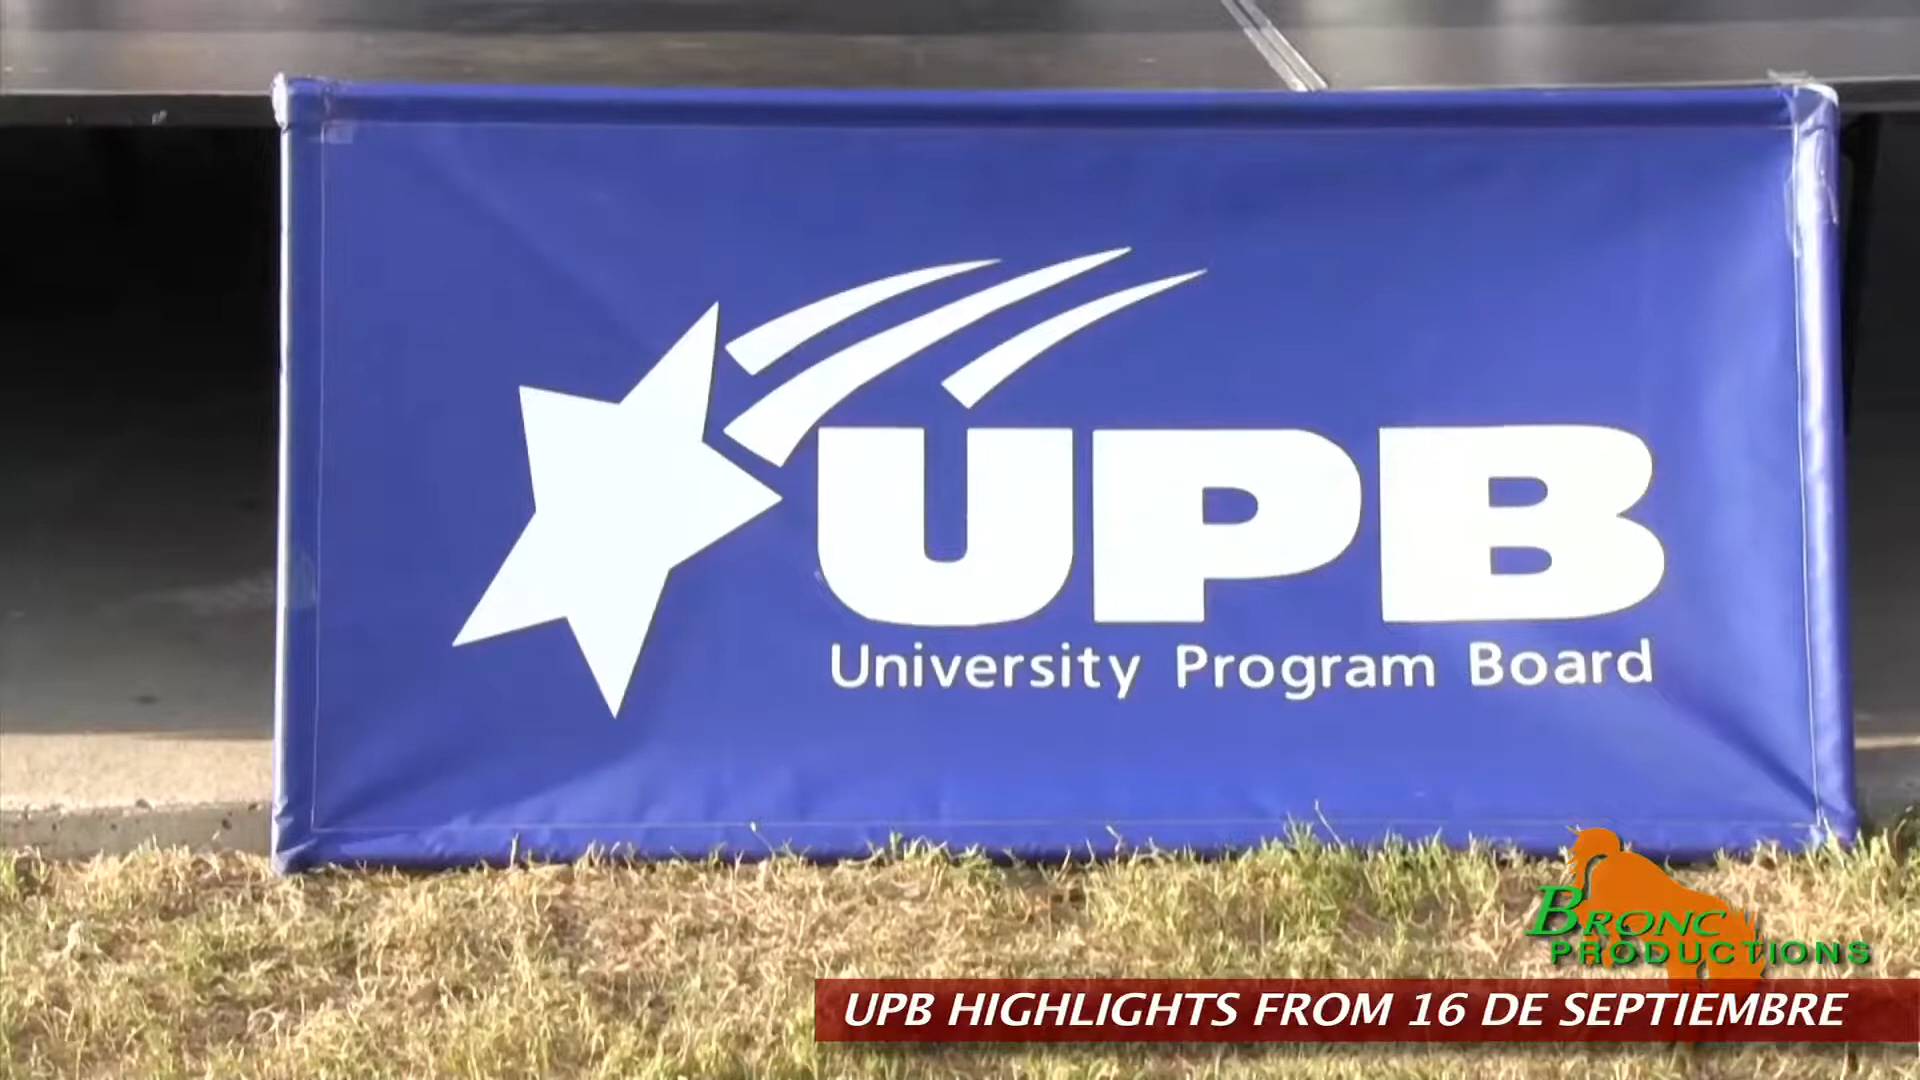 UPB
University Program Board
BRONC
PRODUCTIONS
UPB HIGHLIGHTS FROM 16 DE SEPTIEMBRE